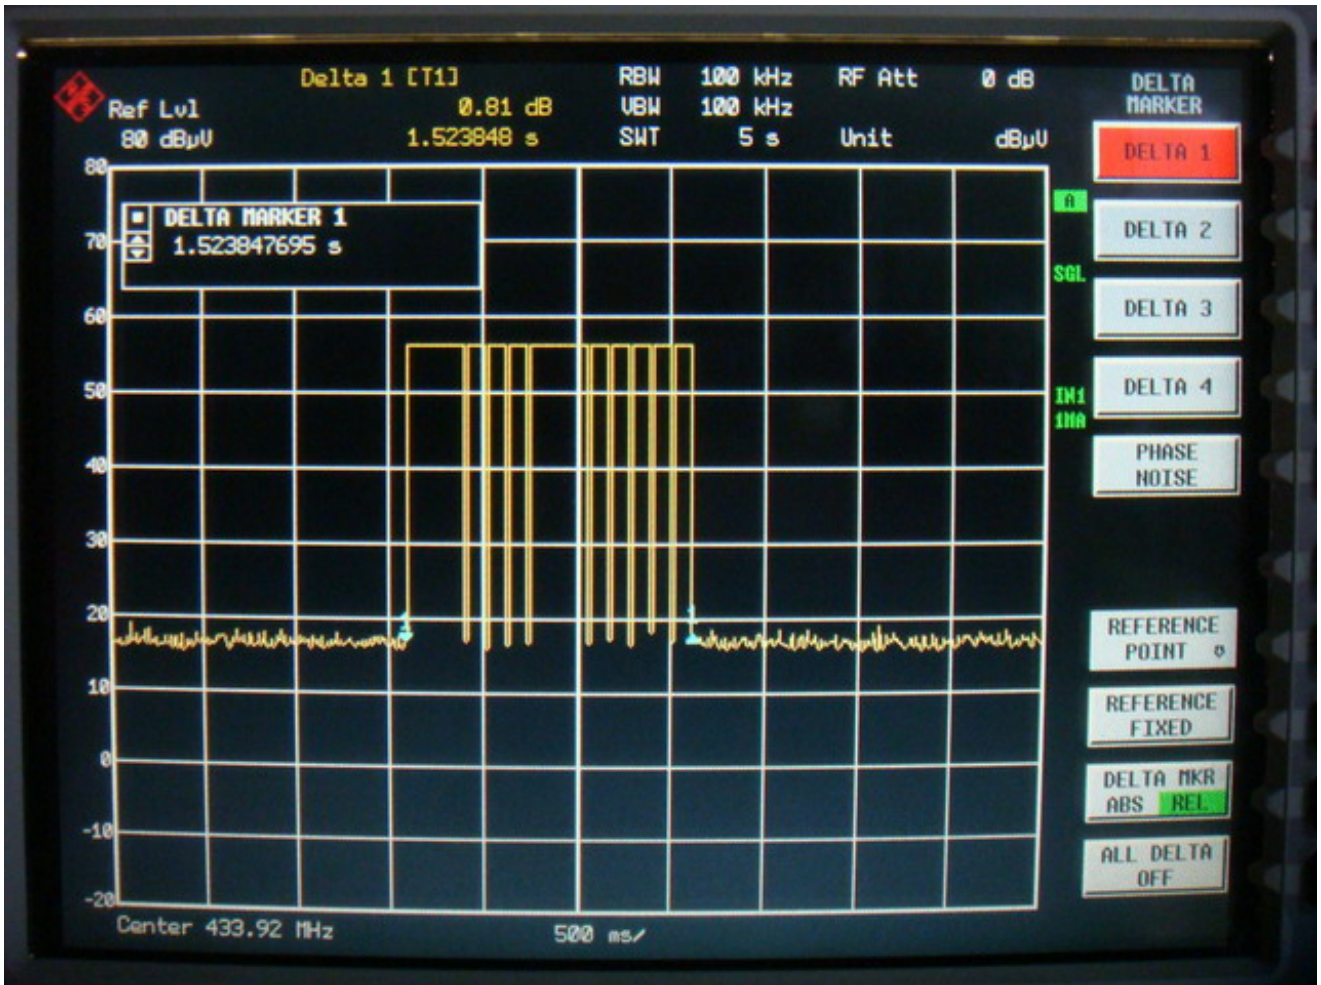 Delta 1 [T1] RBW 100 kHz RF Att 0 dB
Ref Lvl 0.81 dB VBW 100 kHz
80 dBµV 1.523848 s SWT 5 s Unit dBµV
DELTA MARKER
DELTA 1
DELTA 2
DELTA 3
DELTA 4
PHASE NOISE
REFERENCE POINT
REFERENCE FIXED
DELTA MKR
ABS REL
ALL DELTA OFF
DELTA MARKER 1
1.523847695 s
80
70
60
50
40
30
20
10
0
-10
-20
A
SGL
IN1
1MA
1
1
Center 433.92 MHz 500 ms/